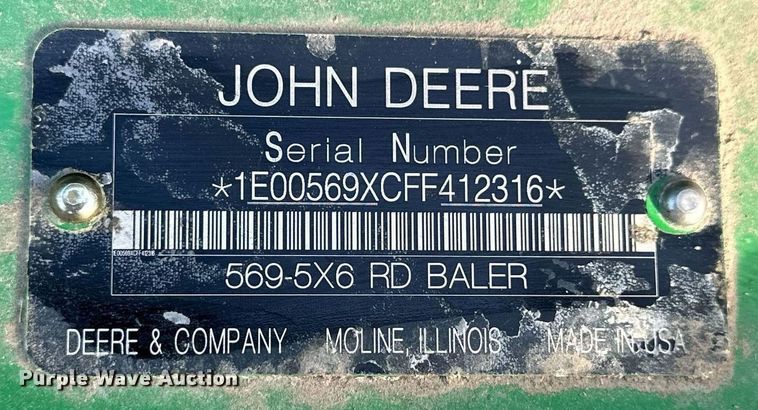 JOHN DEERE
Serial Number
*1E00569XCFF412316*
1E00569XCFF412316
569-5X6 RD BALER
DEERE & COMPANY MOLINE, ILLINOIS MADE IN USA
Purple Wave Auction